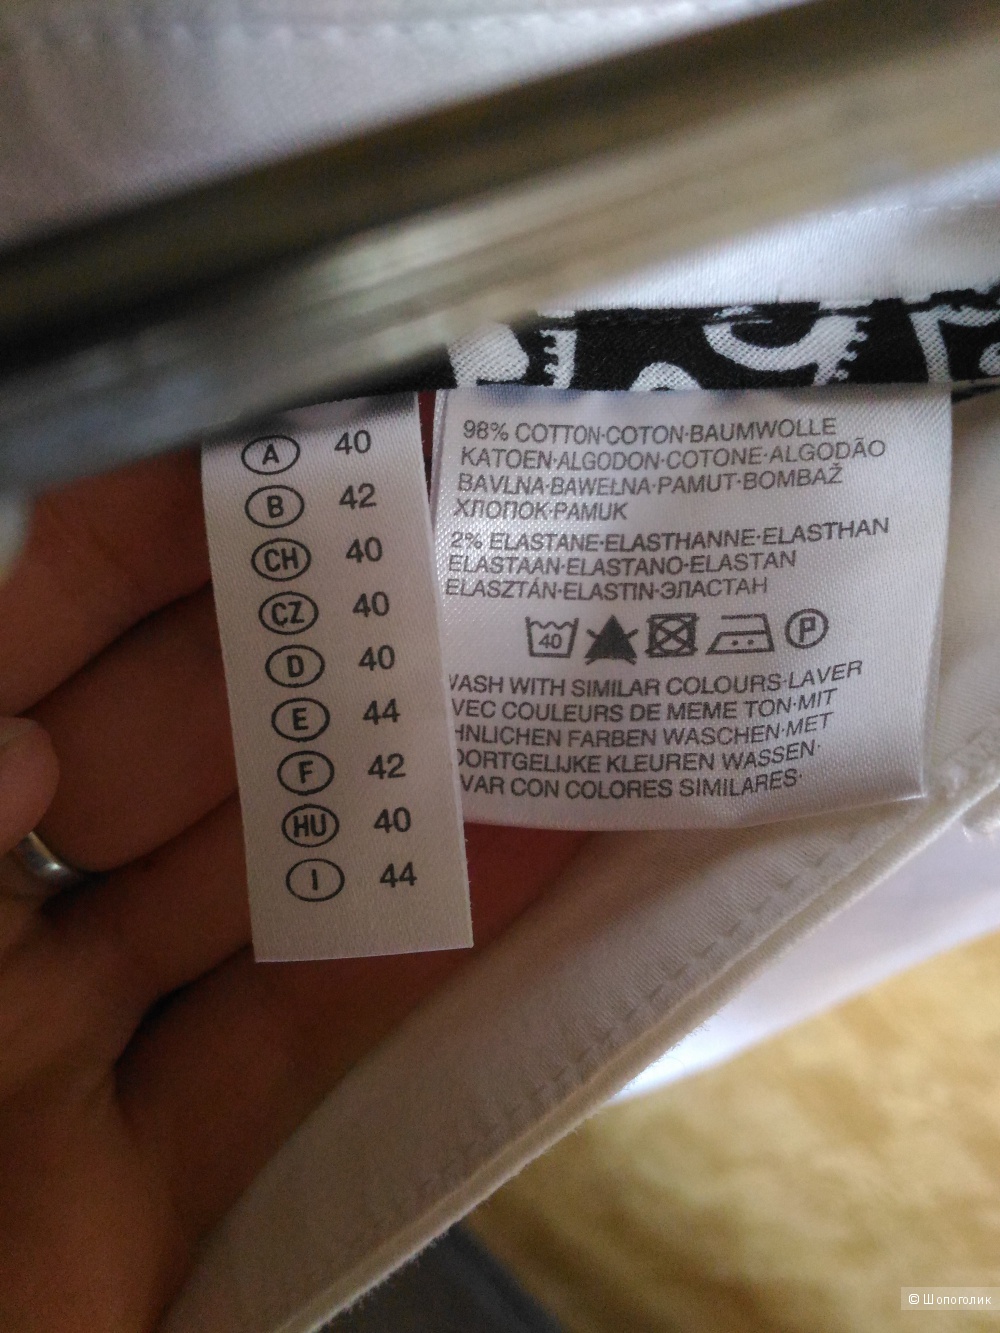 A 40
B 42
CH 40
CZ 40
D 40
E 44
F 42
HU 40
I 44
98% COTTON·COTON·BAUMWOLLE
KATOEN·ALGODON·COTONE·ALGODÃO
BAVLNA·BAWEŁNA·PAMUT·BOMBAŽ
ХЛОПОК·PAMUK
2% ELASTANE·ELASTHANNE·ELASTHAN
ELASTAAN·ELASTANO·ELASTAN
ELASZTÁN·ELASTIN·ЭЛАСТАН
40 P
WASH WITH SIMILAR COLOURS·LAVER
AVEC COULEURS DE MEME TON·MIT
ÄHNLICHEN FARBEN WASCHEN·MET
SOORTGELIJKE KLEUREN WASSEN·
LAVAR CON COLORES SIMILARES·
© Шопоголик